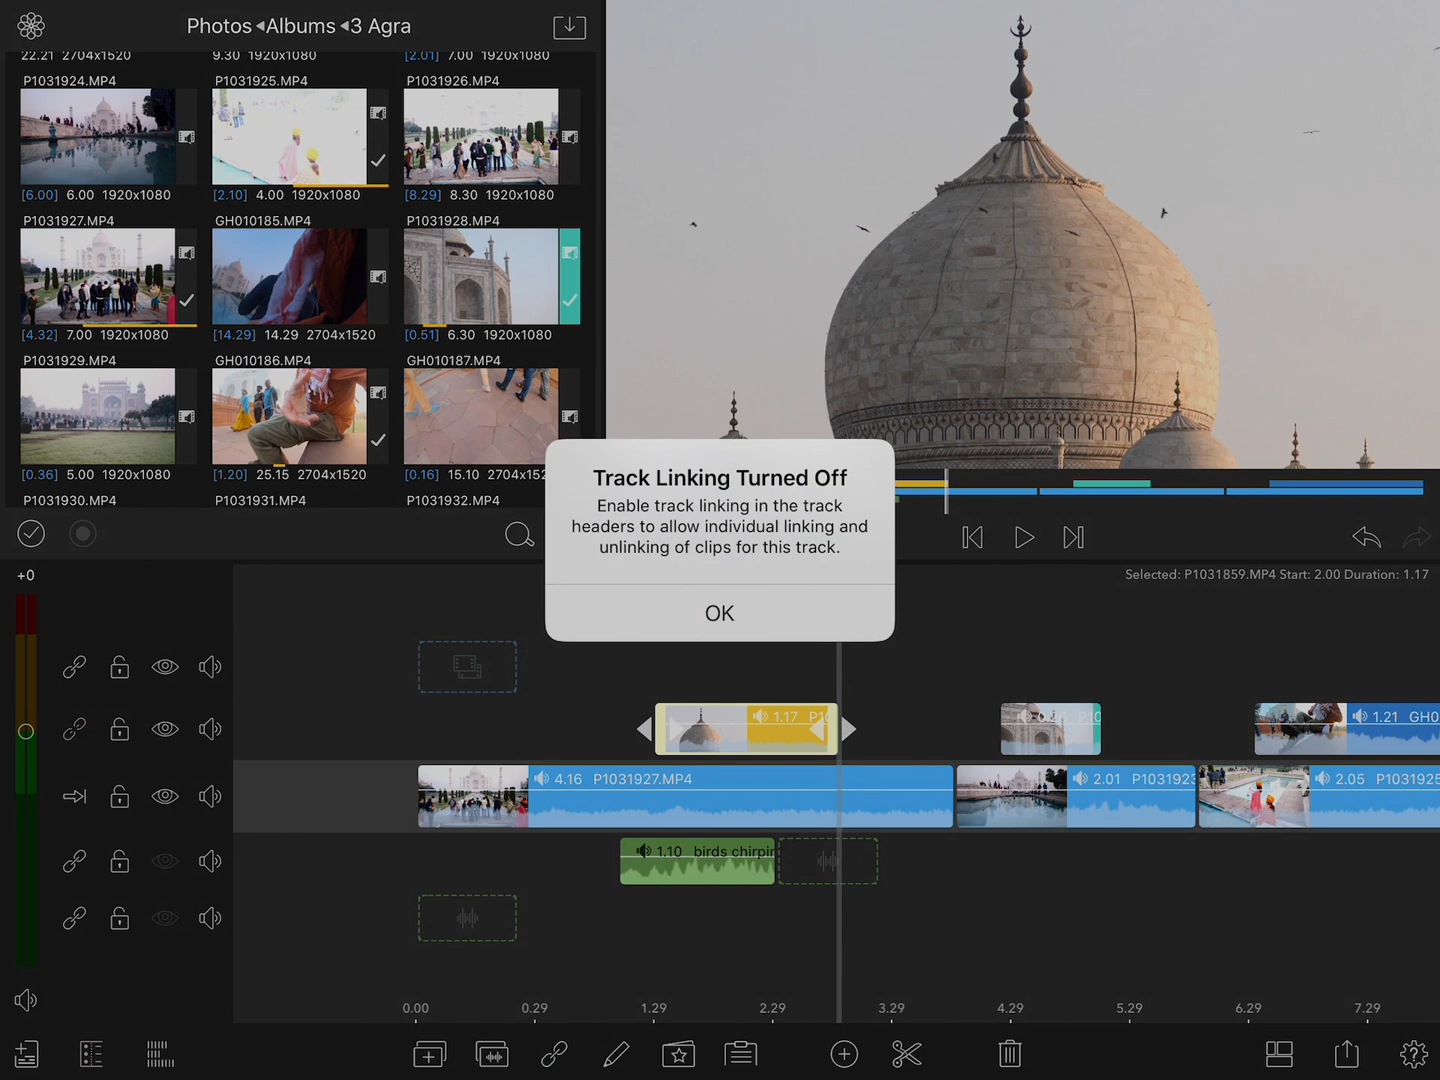 Photos ◂Albums ◂3 Agra
22.21 2704x1520
9.30 1920x1080
[2.01] 7.00 1920x1080
P1031924.MP4
P1031925.MP4
P1031926.MP4
[6.00] 6.00 1920x1080
[2.10] 4.00 1920x1080
[8.29] 8.30 1920x1080
P1031927.MP4
GH010185.MP4
P1031928.MP4
[4.32] 7.00 1920x1080
[14.29] 14.29 2704x1520
[0.51] 6.30 1920x1080
P1031929.MP4
GH010186.MP4
GH010187.MP4
[0.36] 5.00 1920x1080
[1.20] 25.15 2704x1520
[0.16] 15.10 2704x152
P1031930.MP4
P1031931.MP4
P1031932.MP4
Track Linking Turned Off
Enable track linking in the track
headers to allow individual linking and
unlinking of clips for this track.
OK
+0
Selected: P1031859.MP4 Start: 2.00 Duration: 1.17
1.17 P10
P10
1.21 GH0
4.16 P1031927.MP4
2.01 P1031923
2.05 P1031925
1.10 birds chirpin
0.00 0.29 1.29 2.29 3.29 4.29 5.29 6.29 7.29